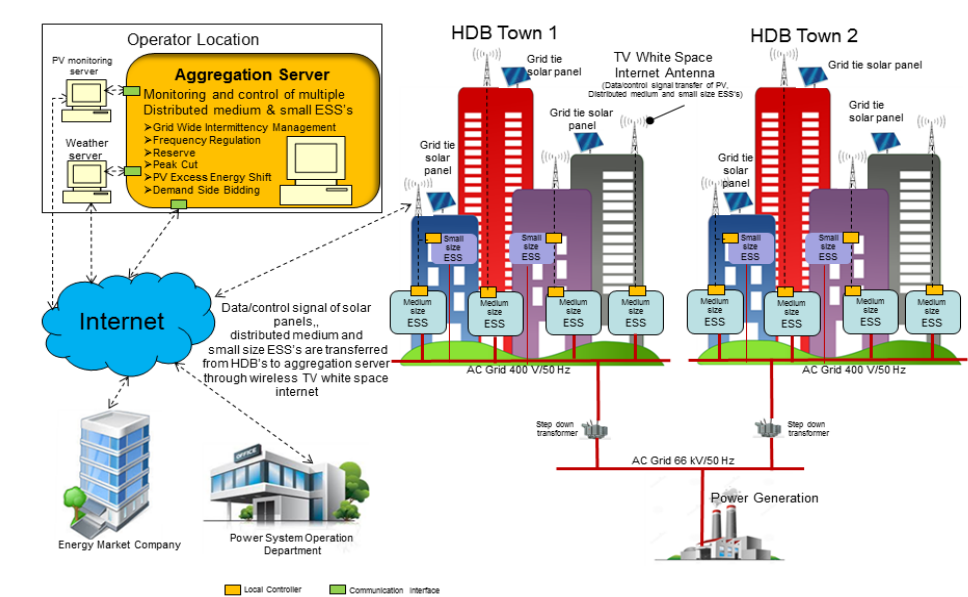 Operator Location
PV monitoring
server
Aggregation Server
Monitoring and control of multiple
Distributed medium & small ESS's
➢Grid Wide Intermittency Management
➢Frequency Regulation
➢Reserve
➢Peak Cut
➢PV Excess Energy Shift
➢Demand Side Bidding
Weather
server
Internet
Data/control signal of solar
panels,,
distributed medium and
small size ESS's are transferred
from HDB's to aggregation server
through wireless TV white space
internet
Energy Market Company
OFFICE
Power System Operation
Department
HDB Town 1
Grid tie
solar panel
TV White Space
Internet Antenna
(Data/control signal transfer of PV,
Distributed medium and small size ESS's)
Grid tie solar
panel
Grid tie
solar
panel
Small
size
ESS
Small
size
ESS
Medium
size
ESS
Medium
size
ESS
Medium
size
ESS
Medium
size
ESS
AC Grid 400 V/50 Hz
HDB Town 2
Grid tie solar panel
Grid tie solar
panel
Grid tie
solar
panel
Small
size
ESS
Small
size
ESS
Medium
size
ESS
Medium
size
ESS
Medium
size
ESS
Medium
size
ESS
AC Grid 400 V/50 Hz
Step down
transformer
Step down
transformer
AC Grid 66 kV/50 Hz
Power Generation
Local Controller
Communication Interface